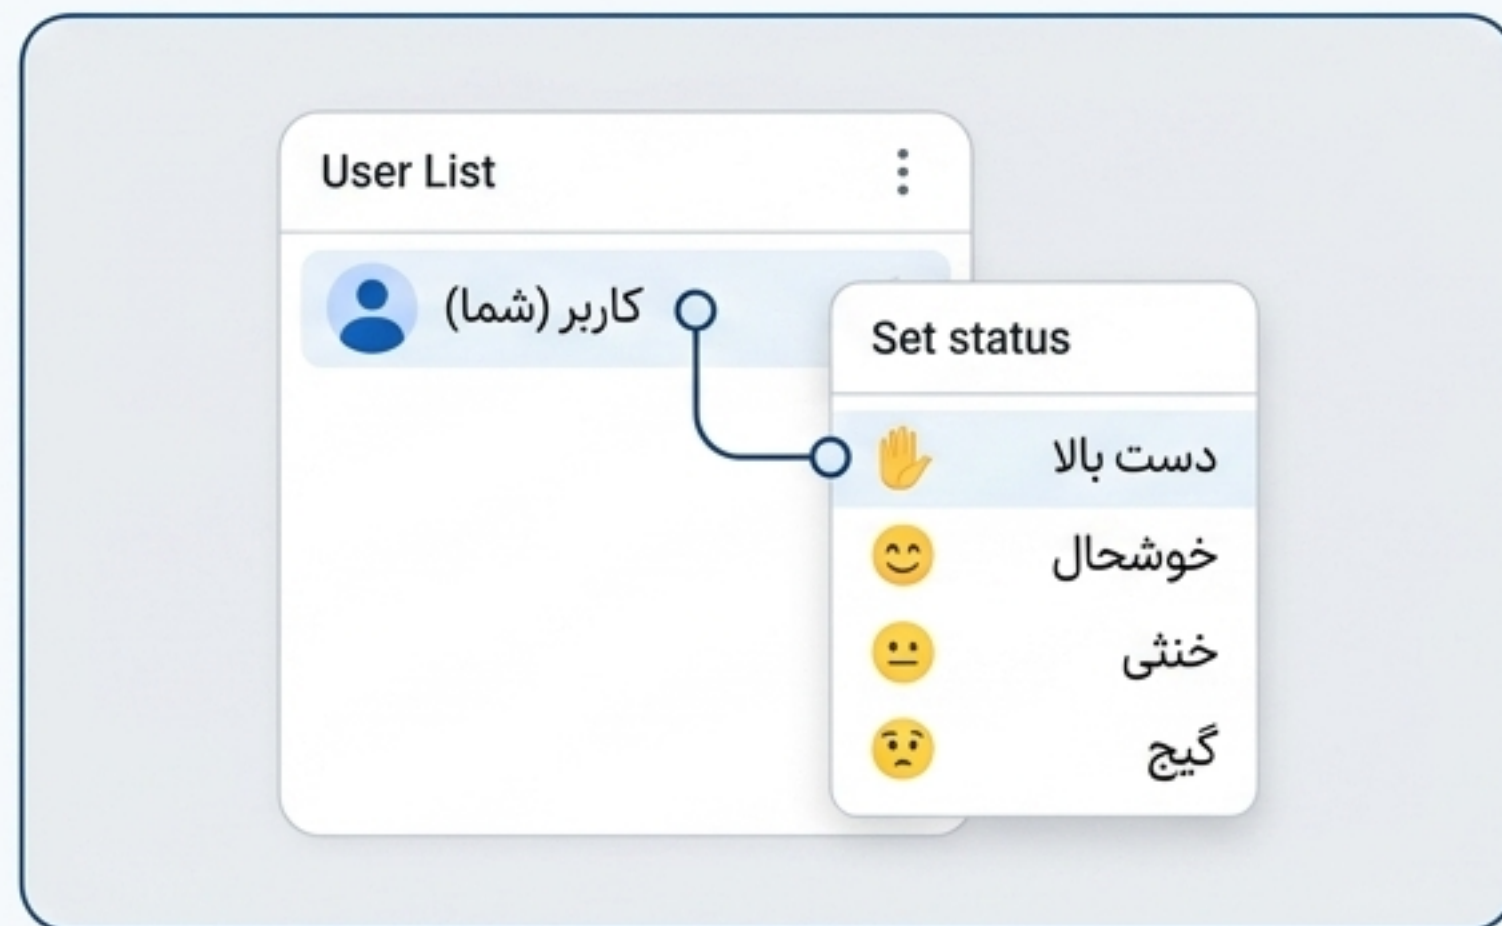 User List
کاربر (شما)
Set status
دست بالا
خوشحال
خنثی
گیج